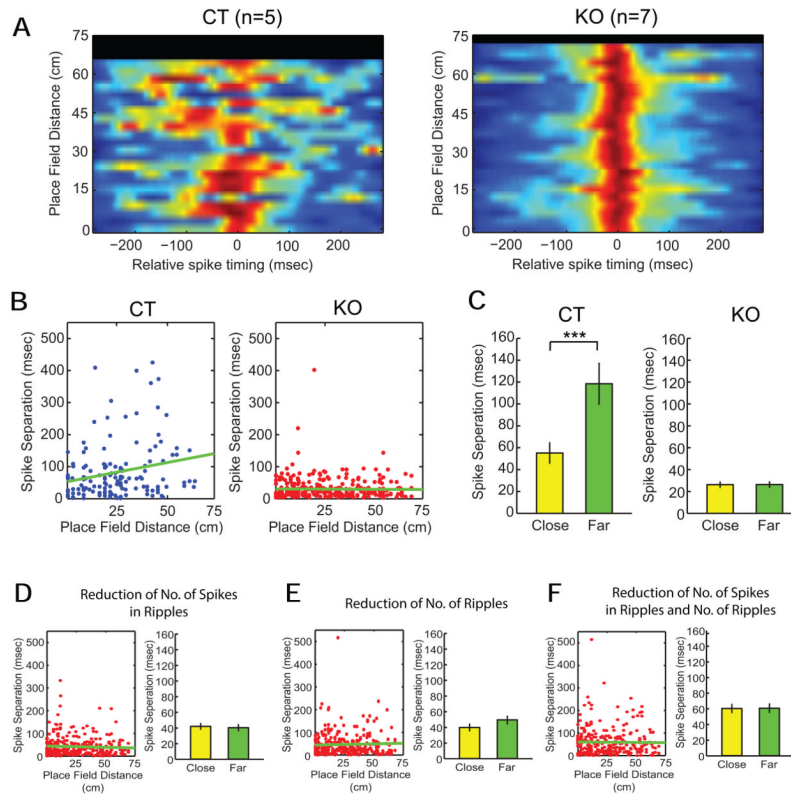 A
CT (n=5)
KO (n=7)
Place Field Distance (cm)
75
60
45
30
15
0
−200 −100 0 100 200
Relative spike timing (msec)
Place Field Distance (cm)
75
60
45
30
15
0
−200 −100 0 100 200
Relative spike timing (msec)
B
CT
KO
Spike Separation (msec)
500
400
300
200
100
0
25 50 75
Place Field Distance (cm)
Spike Separation (msec)
500
400
300
200
100
0
25 50 75
Place Field Distance (cm)
C
CT
KO
Spike Seperation (msec)
160
140
120
100
80
60
40
20
0
***
Close Far
Spike Seperation (msec)
160
140
120
100
80
60
40
20
0
Close Far
D
Reduction of No. of Spikes
in Ripples
Spike Separation (msec)
500
400
300
200
100
0
25 50 75
Place Field Distance
(cm)
Spike Separation (msec)
160
140
120
100
80
60
40
20
0
Close Far
E
Reduction of No. of Ripples
Spike Separation (msec)
500
400
300
200
100
0
25 50 75
Place Field Distance
(cm)
Spike Separation (msec)
160
140
120
100
80
60
40
20
0
Close Far
F
Reduction of No. of Spikes
in Ripples and No. of Ripples
Spike Separation (msec)
500
400
300
200
100
0
25 50 75
Place Field Distance
(cm)
Spike Separation (msec)
160
140
120
100
80
60
40
20
0
Close Far